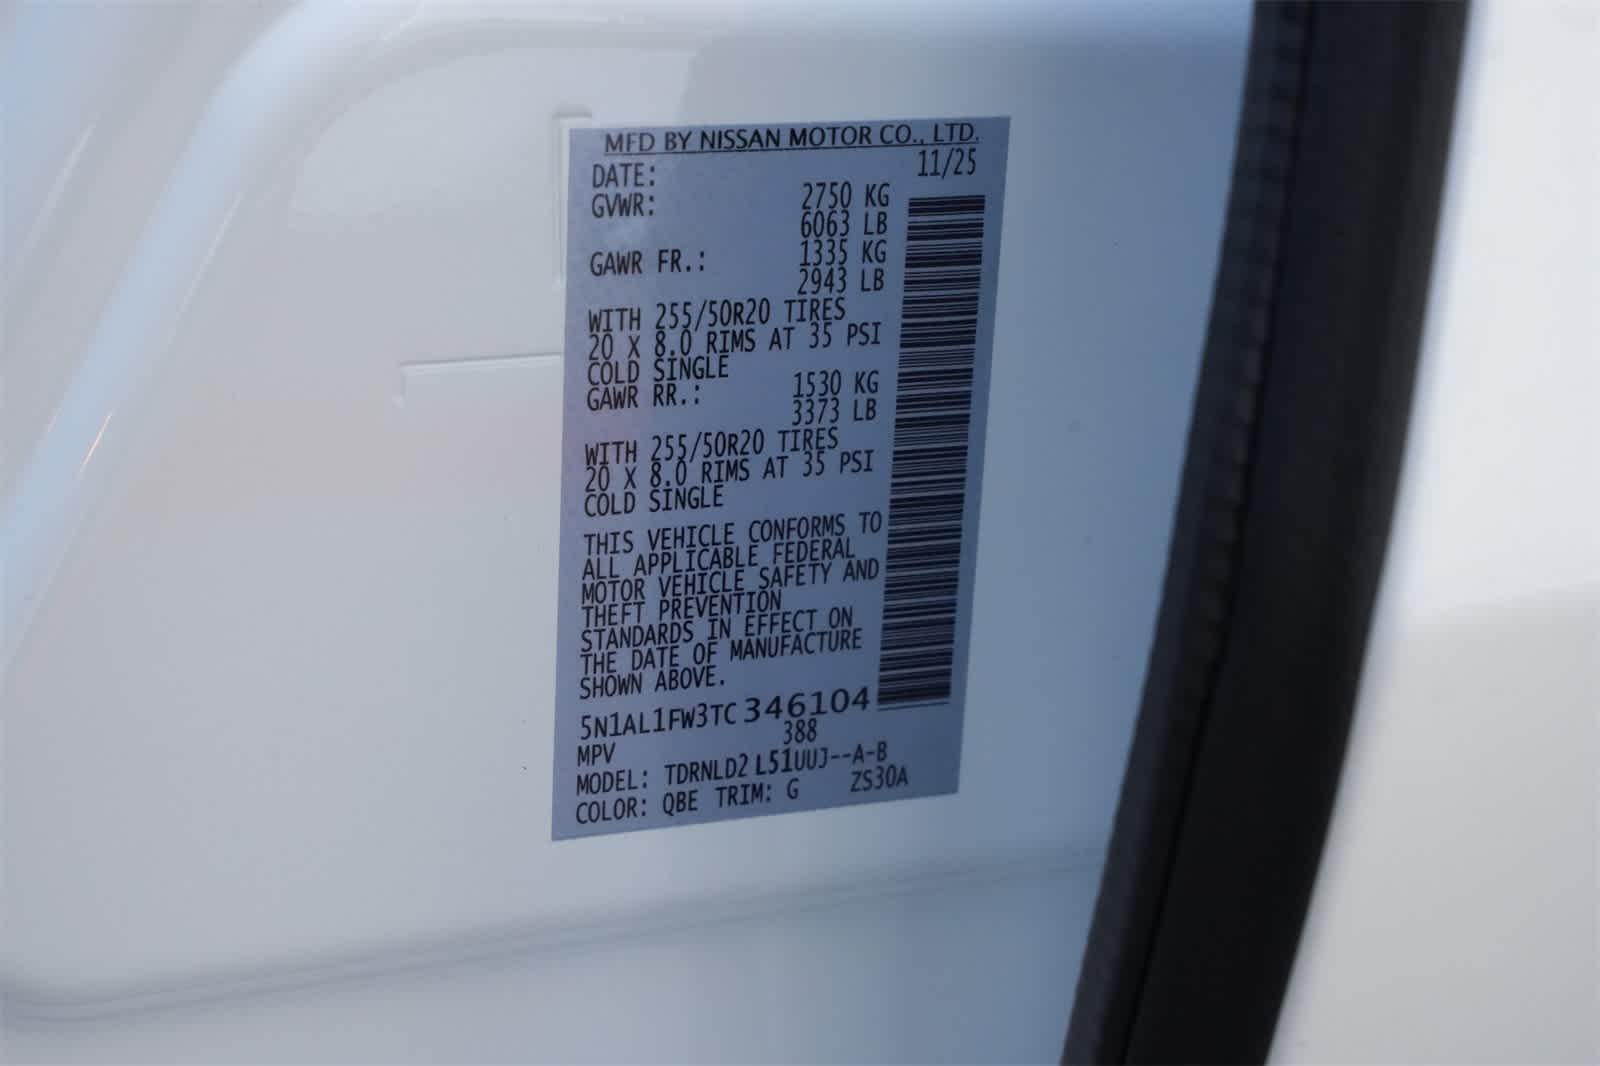 MFD BY NISSAN MOTOR CO., LTD.
DATE: 11/25
GVWR: 2750 KG
6063 LB
GAWR FR.: 1335 KG
2943 LB
WITH 255/50R20 TIRES
20 X 8.0 RIMS AT 35 PSI
COLD SINGLE
GAWR RR.: 1530 KG
3373 LB
WITH 255/50R20 TIRES
20 X 8.0 RIMS AT 35 PSI
COLD SINGLE
THIS VEHICLE CONFORMS TO
ALL APPLICABLE FEDERAL
MOTOR VEHICLE SAFETY AND
THEFT PREVENTION
STANDARDS IN EFFECT ON
THE DATE OF MANUFACTURE
SHOWN ABOVE.
5N1AL1FW3TC346104
MPV 388
MODEL: TDRNLD2 L51UUJ--A-B
COLOR: QBE TRIM: G ZS30A